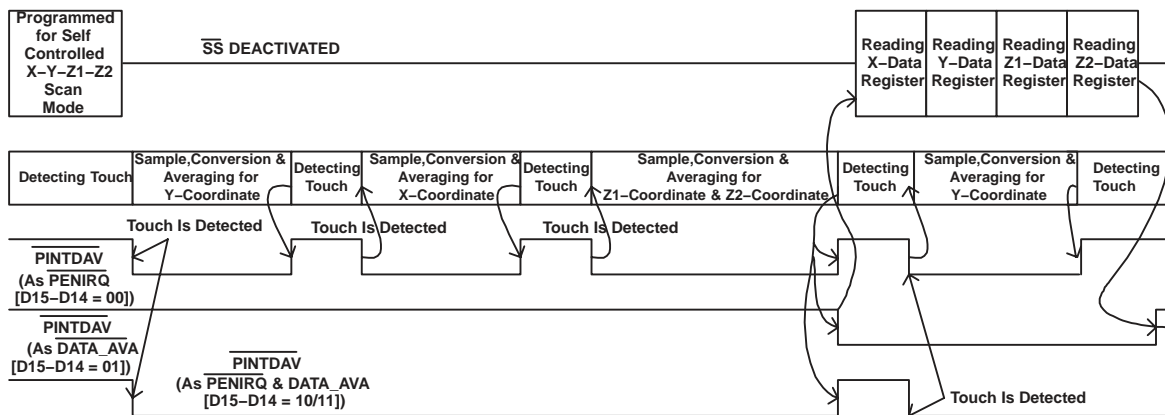 Programmed
for Self
Controlled
X−Y−Z1−Z2
Scan
Mode
SS DEACTIVATED
Reading
X−Data
Register
Reading
Y−Data
Register
Reading
Z1−Data
Register
Reading
Z2−Data
Register
Detecting Touch
Sample,Conversion &
Averaging for
Y−Coordinate
Detecting
Touch
Sample,Conversion &
Averaging for
X−Coordinate
Detecting
Touch
Sample,Conversion &
Averaging for
Z1−Coordinate & Z2−Coordinate
Detecting
Touch
Sample,Conversion &
Averaging for
Y−Coordinate
Detecting
Touch
Touch Is Detected
Touch Is Detected
Touch Is Detected
PINTDAV
(As PENIRQ
[D15−D14 = 00])
PINTDAV
(As DATA_AVA
[D15−D14 = 01])
PINTDAV
(As PENIRQ & DATA_AVA
[D15−D14 = 10/11])
Touch Is Detected